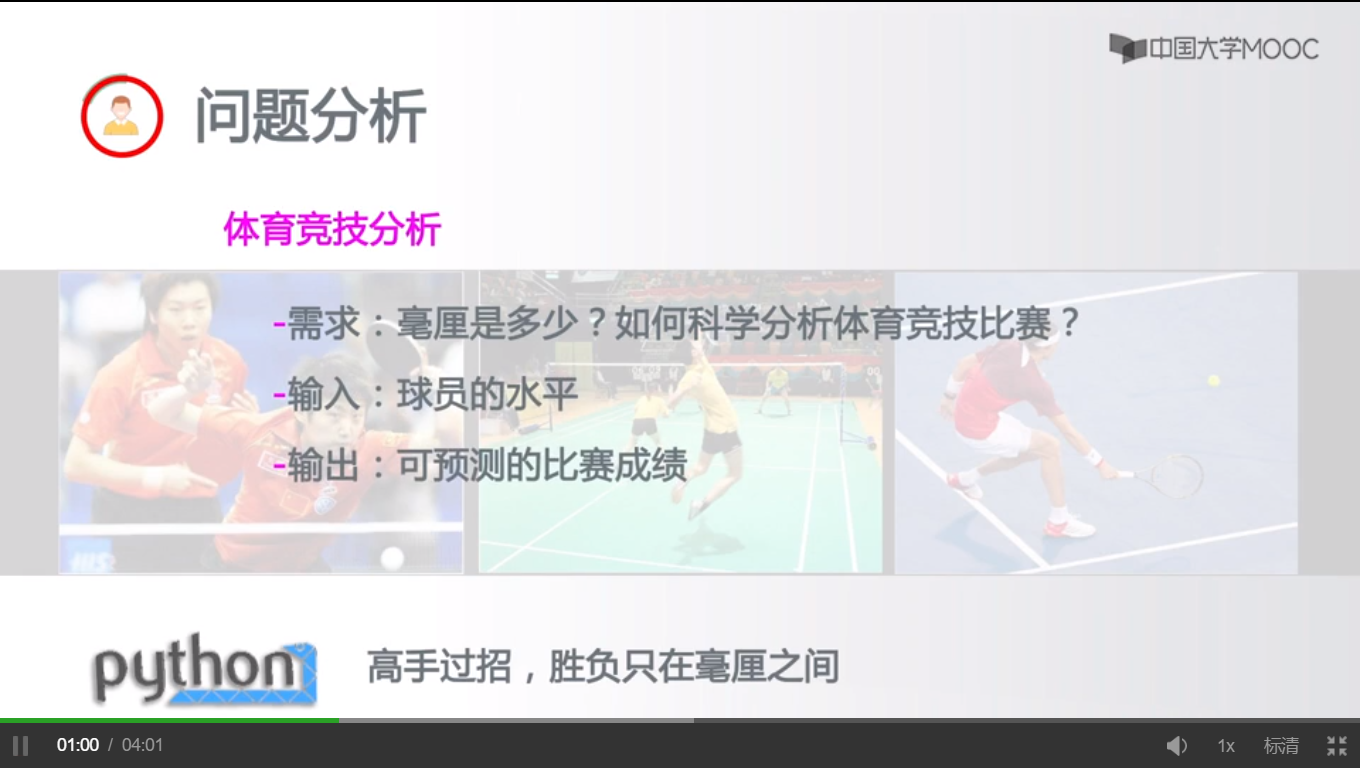 中国大学MOOC
问题分析
体育竞技分析
-需求：毫厘是多少？如何科学分析体育竞技比赛？
-输入：球员的水平
-输出：可预测的比赛成绩
python
高手过招，胜负只在毫厘之间
01:00 / 04:01
1x
标清